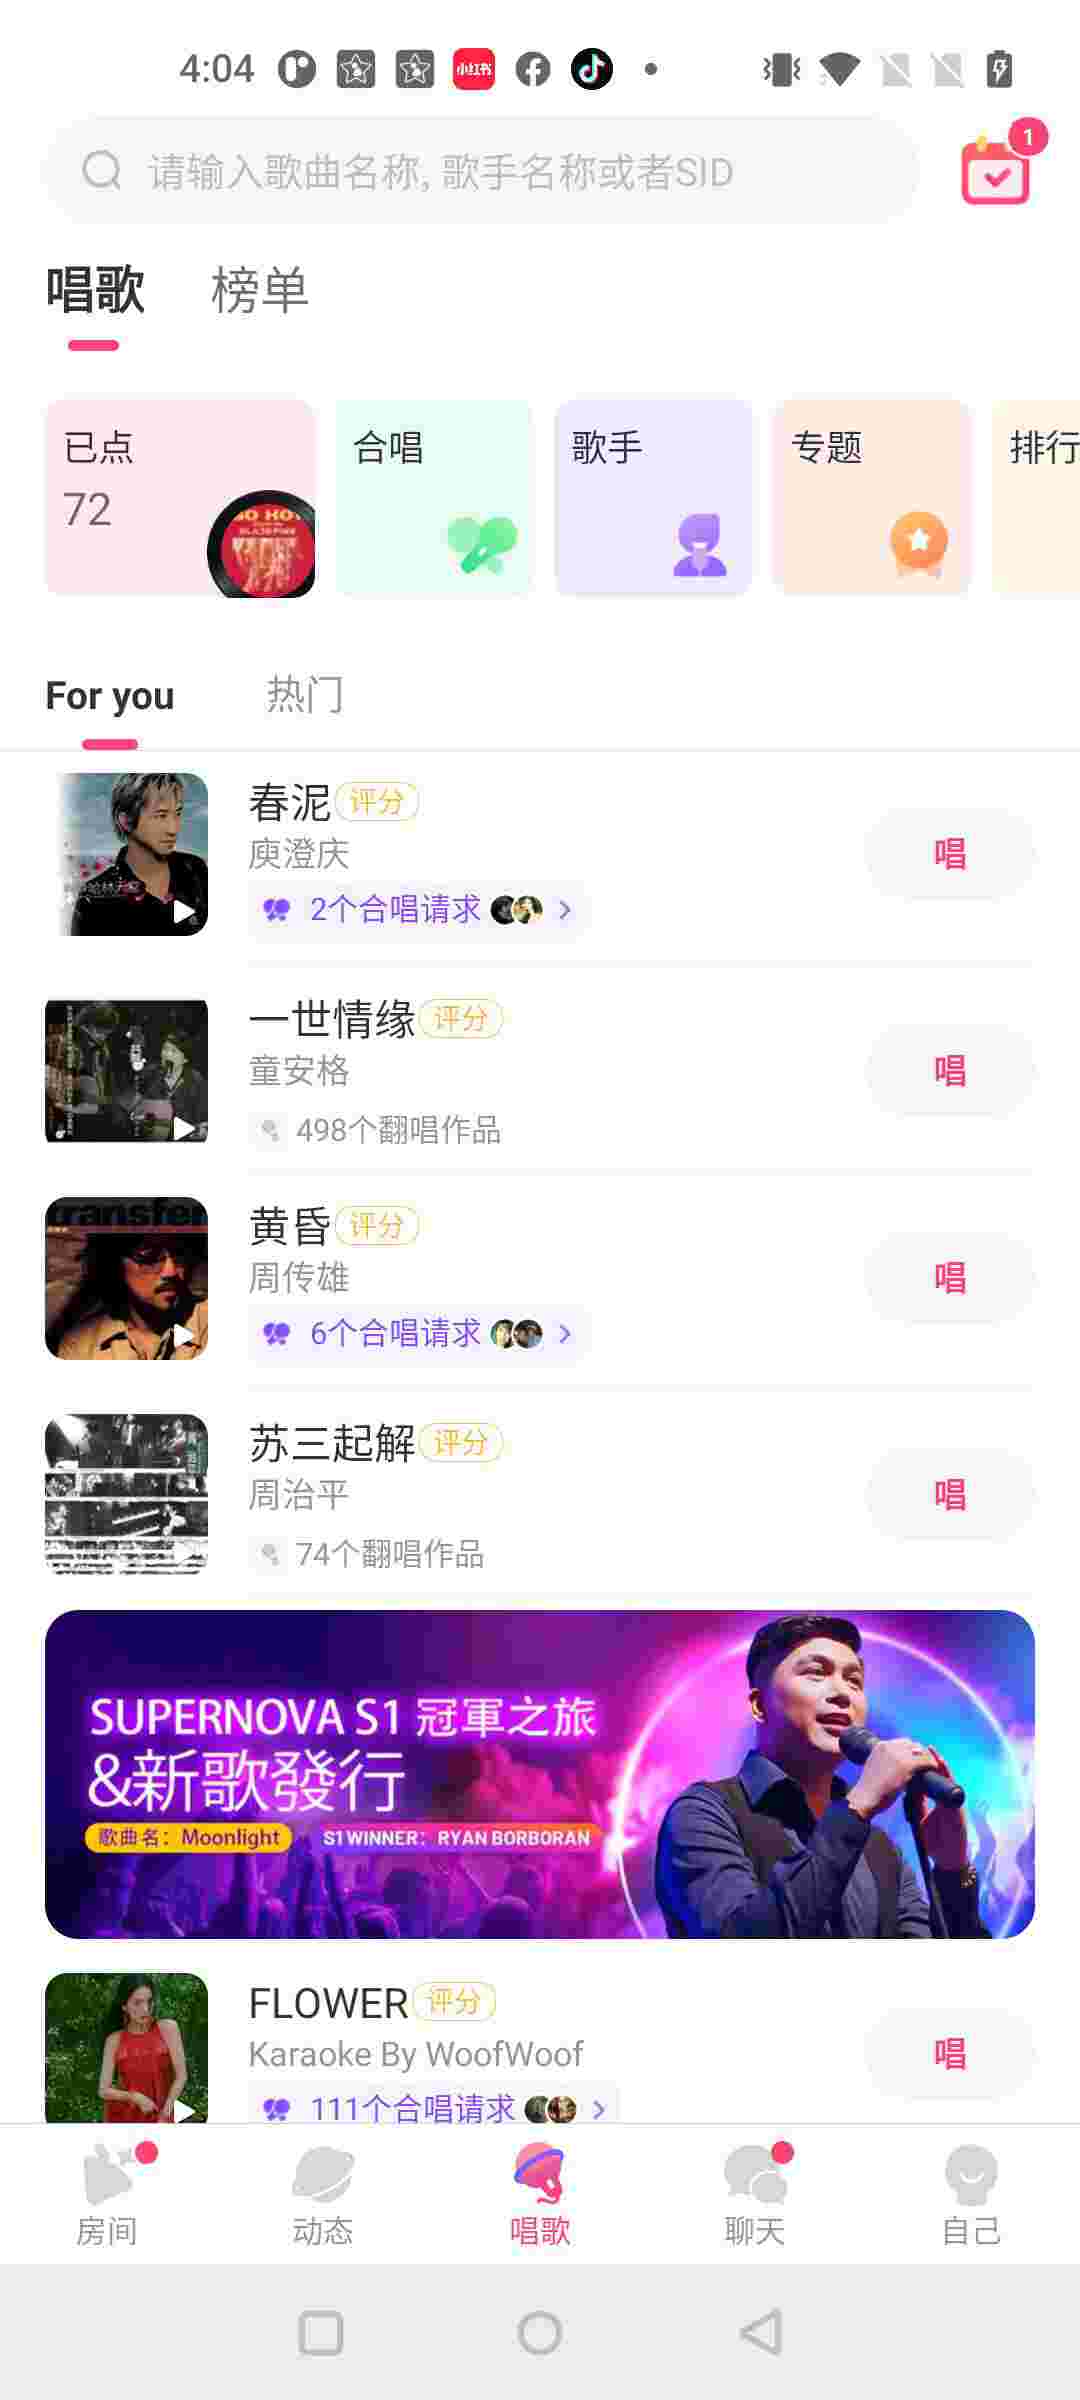 4:04
小红书
请输入歌曲名称, 歌手名称或者SID
1
唱歌
榜单
已点
72
合唱
歌手
专题
排行
For you
热门
春泥 评分
庾澄庆
2个合唱请求
唱
一世情缘 评分
童安格
498个翻唱作品
唱
transfer
黄昏 评分
周传雄
6个合唱请求
唱
苏三起解 评分
周治平
74个翻唱作品
唱
SUPERNOVA S1 冠軍之旅
&新歌發行
歌曲名：Moonlight
S1 WINNER：RYAN BORBORAN
FLOWER 评分
Karaoke By WoofWoof
111个合唱请求
唱
房间
动态
唱歌
聊天
自己